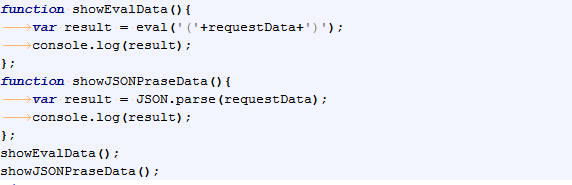 function showEvalData(){
var result = eval('('+requestData+')');
console.log(result);
};
function showJSONPraseData(){
var result = JSON.parse(requestData);
console.log(result);
};
showEvalData();
showJSONPraseData();